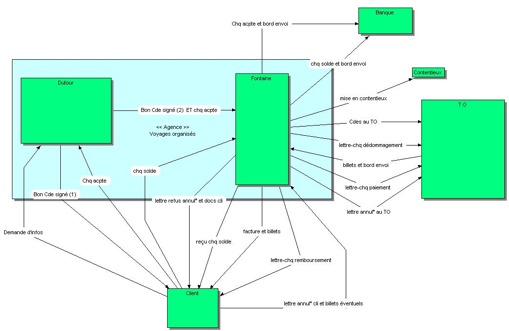 Banque
Chq acpte et bord envoi
chq solde et bord envoi
Contentieux
Dufour
Fontaine
mise en contentieux
T O
Bon Cde signé (2) ET chq acpte
Cdes au TO
<< Agence >>
Voyages organisés
lettre-chq dédommagement
billets et bord envoi
chq solde
Chq acpte
lettre-chq paiement
Bon Cde signé (1)
lettre refus annul° et docs cli
lettre annul° au TO
Demande d'infos
facture et billets
reçu chq solde
lettre-chq remboursement
Client
lettre annul° cli et billets éventuels